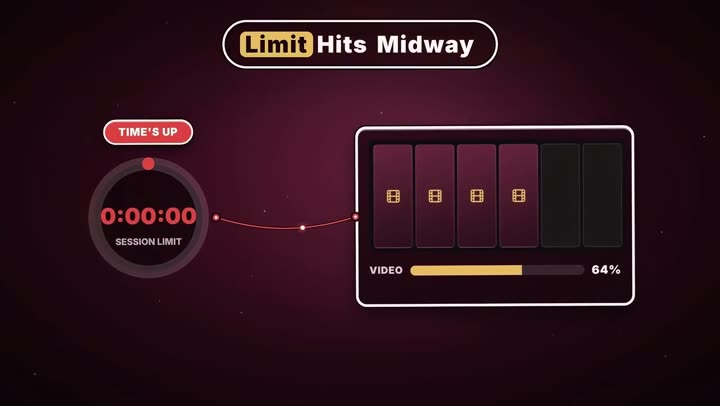 Limit Hits Midway
TIME'S UP
0:00:00
SESSION LIMIT
VIDEO 64%